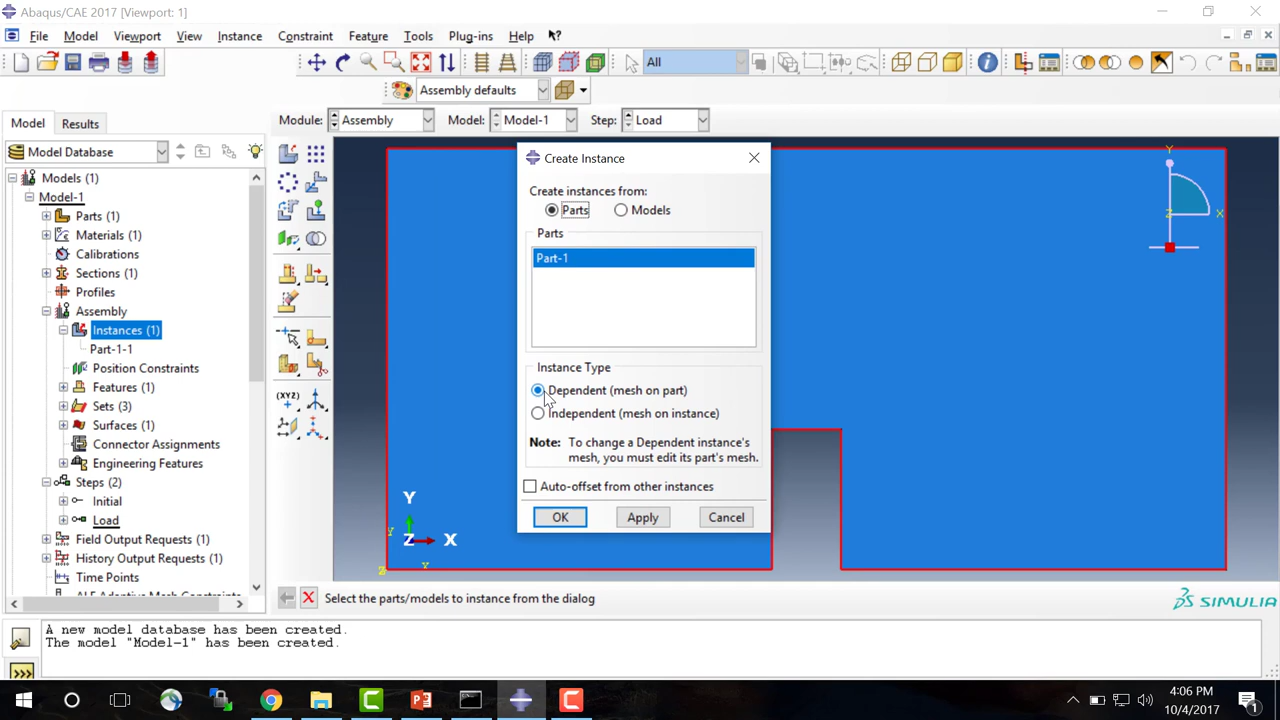 Abaqus/CAE 2017 [Viewport: 1]
File Model Viewport View Instance Constraint Feature Tools Plug-ins Help
All
Assembly defaults
Model Results
Module: Assembly Model: Model-1 Step: Load
Model Database
Models (1)
Model-1
Parts (1)
Materials (1)
Calibrations
Sections (1)
Profiles
Assembly
Instances (1)
Part-1-1
Position Constraints
Features (1)
Sets (3)
Surfaces (1)
Connector Assignments
Engineering Features
Steps (2)
Initial
Load
Field Output Requests (1)
History Output Requests (1)
Time Points
ALE Adaptive Mesh Constraints
(XYZ)
Create Instance
Create instances from:
Parts Models
Parts
Part-1
Instance Type
Dependent (mesh on part)
Independent (mesh on instance)
Note: To change a Dependent instance's
mesh, you must edit its part's mesh.
Auto-offset from other instances
OK Apply Cancel
Y
Z X
Y
Z X
Y
Y
Z
Select the parts/models to instance from the dialog
SIMULIA
A new model database has been created.
The model "Model-1" has been created.
>>>
4:06 PM
10/4/2017
1